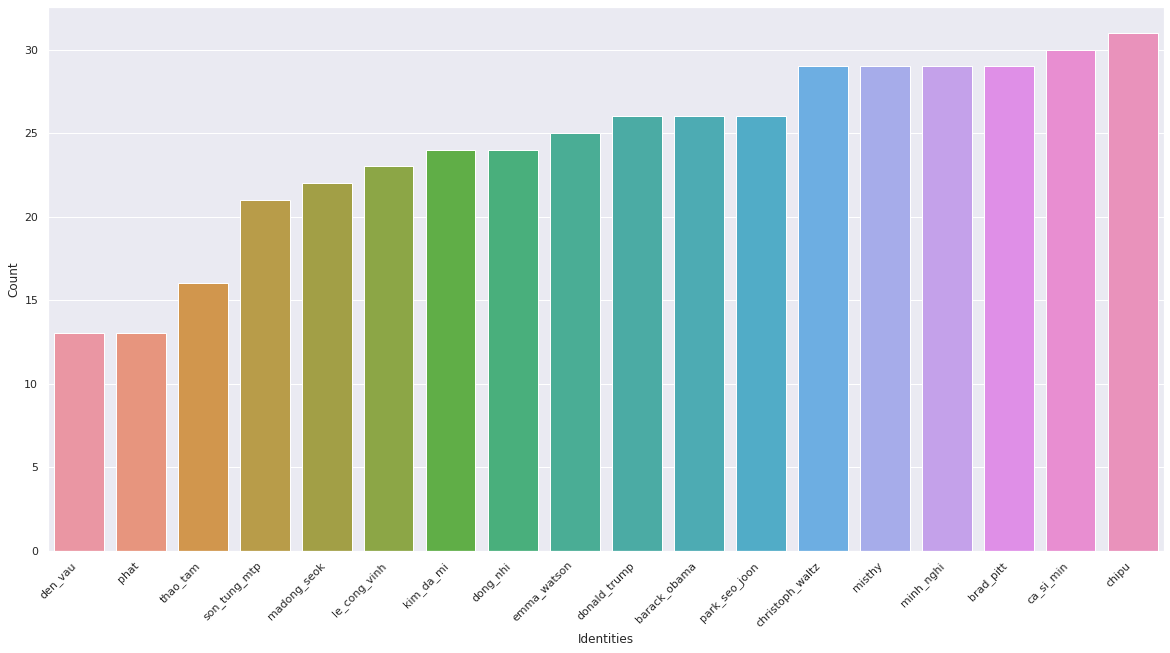 30
25
20
15
10
5
0
Count
den_vau
phat
thao_tam
son_tung_mtp
madong_seok
le_cong_vinh
kim_da_mi
dong_nhi
emma_watson
donald_trump
barack_obama
park_seo_joon
christoph_waltz
misthy
minh_nghi
brad_pitt
ca_si_min
chipu
Identities